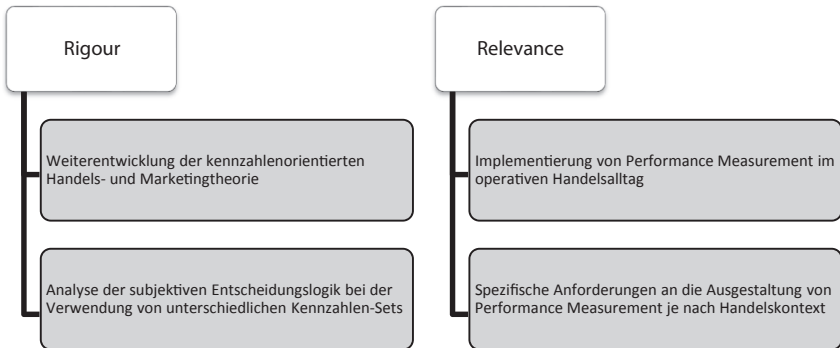 Rigour
Weiterentwicklung der kennzahlenorientierten
Handels- und Marketingtheorie
Analyse der subjektiven Entscheidungslogik bei der
Verwendung von unterschiedlichen Kennzahlen-Sets
Relevance
Implementierung von Performance Measurement im
operativen Handelsalltag
Spezifische Anforderungen an die Ausgestaltung von
Performance Measurement je nach Handelskontext